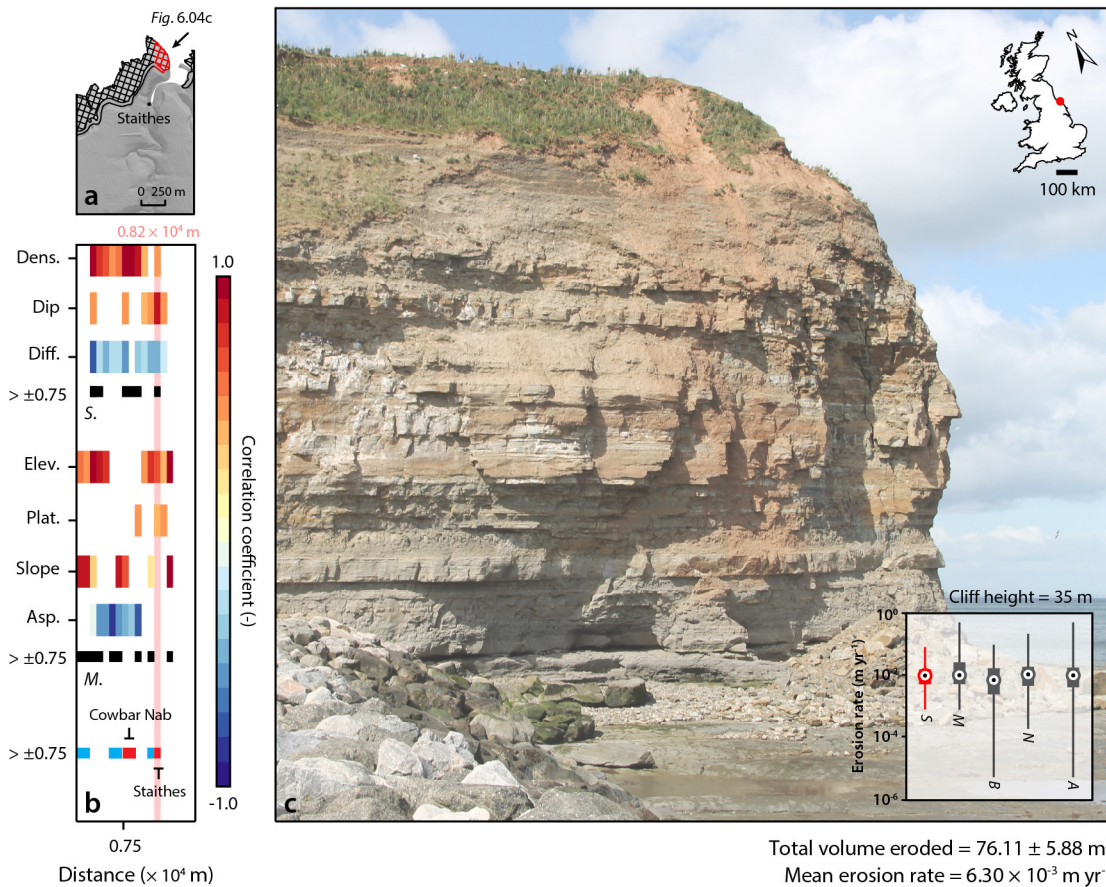 Fig. 6.04c
Staithes
0 250 m
a
0.82 × 10⁴ m
Dens.
Dip
Diff.
> ±0.75
S.
Elev.
Plat.
Slope
Asp.
> ±0.75
M.
Cowbar Nab
> ±0.75
Staithes
b
0.75
Distance (× 10⁴ m)
1.0
Correlation coefficient (-)
-1.0
c
N
100 km
Cliff height = 35 m
Erosion rate (m yr⁻¹)
10⁰
10⁻²
10⁻⁴
10⁻⁶
S
M
B
N
A
Total volume eroded = 76.11 ± 5.88 m
Mean erosion rate = 6.30 × 10⁻³ m yr⁻